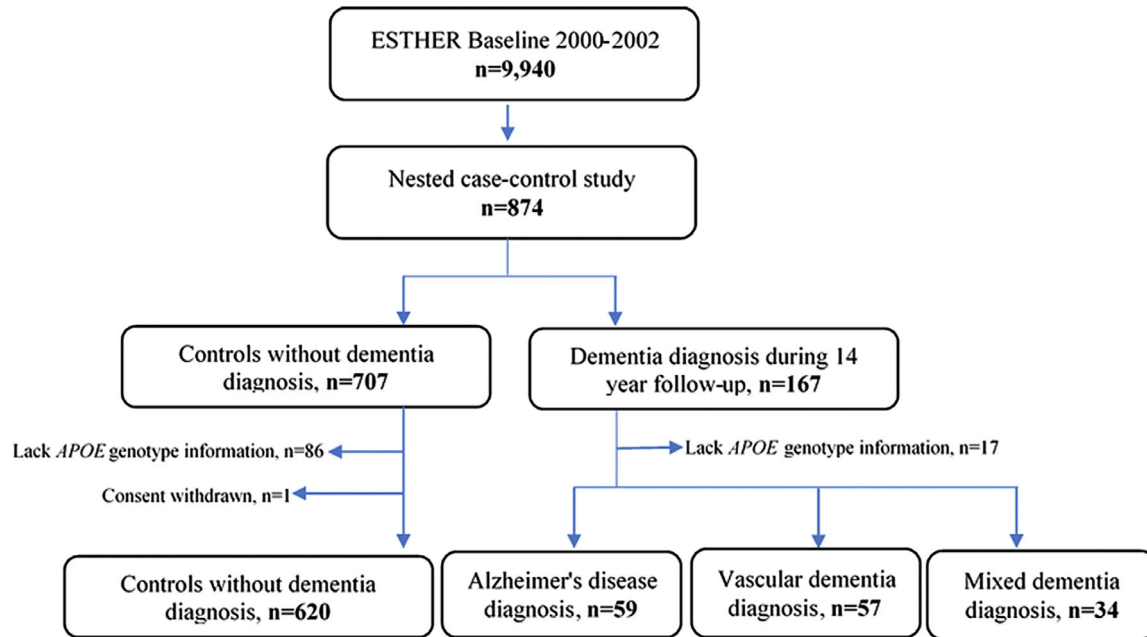 ESTHER Baseline 2000-2002
n=9,940
Nested case-control study
n=874
Controls without dementia
diagnosis, n=707
Dementia diagnosis during 14
year follow-up, n=167
Lack APOE genotype information, n=86
Lack APOE genotype information, n=17
Consent withdrawn, n=1
Controls without dementia
diagnosis, n=620
Alzheimer's disease
diagnosis, n=59
Vascular dementia
diagnosis, n=57
Mixed dementia
diagnosis, n=34